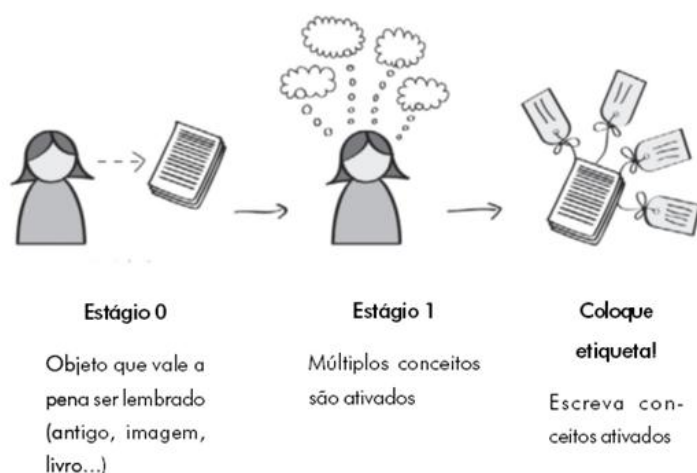 Estágio 0
Objeto que vale a
pena ser lembrado
(antigo, imagem,
livro...)
Estágio 1
Múltiplos conceitos
são ativados
Coloque
etiqueta!
Escreva con-
ceitos ativados